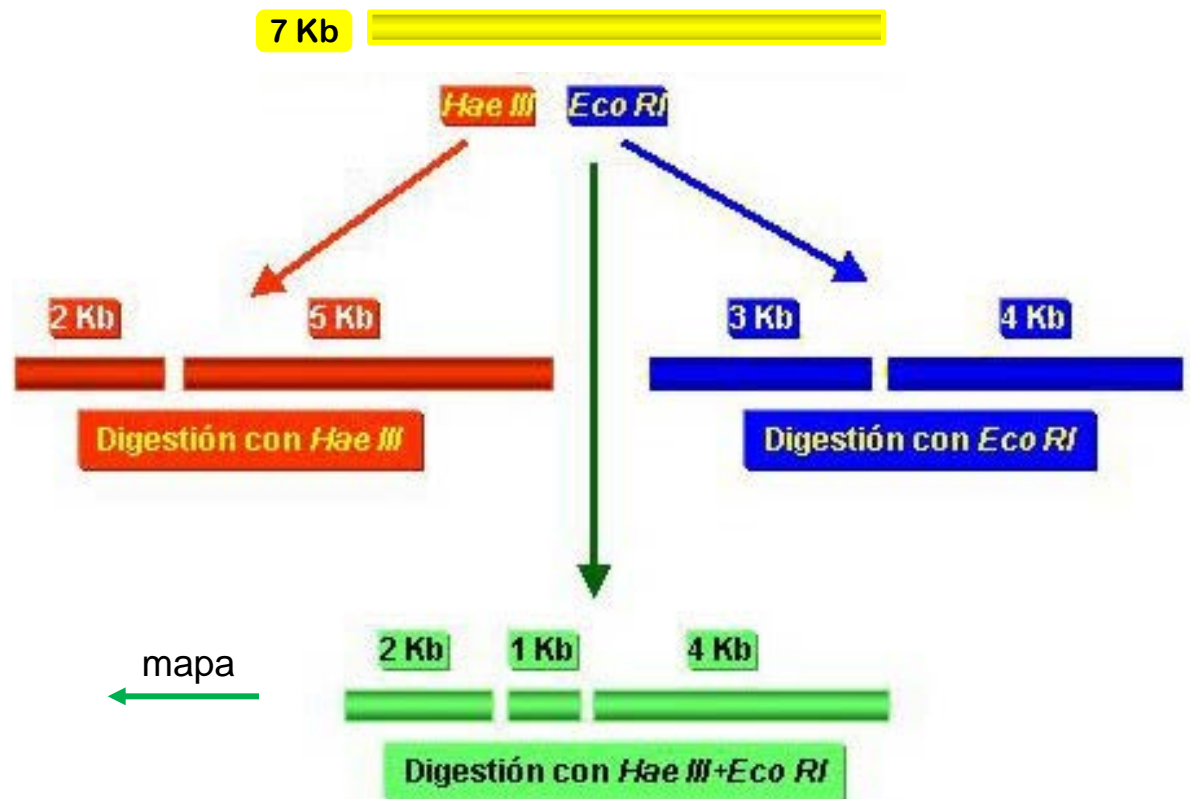 7 Kb
Hae III Eco RI
2 Kb 5 Kb 3 Kb 4 Kb
Digestión con Hae III Digestión con Eco RI
2 Kb 1 Kb 4 Kb
mapa
Digestión con Hae III+Eco RI